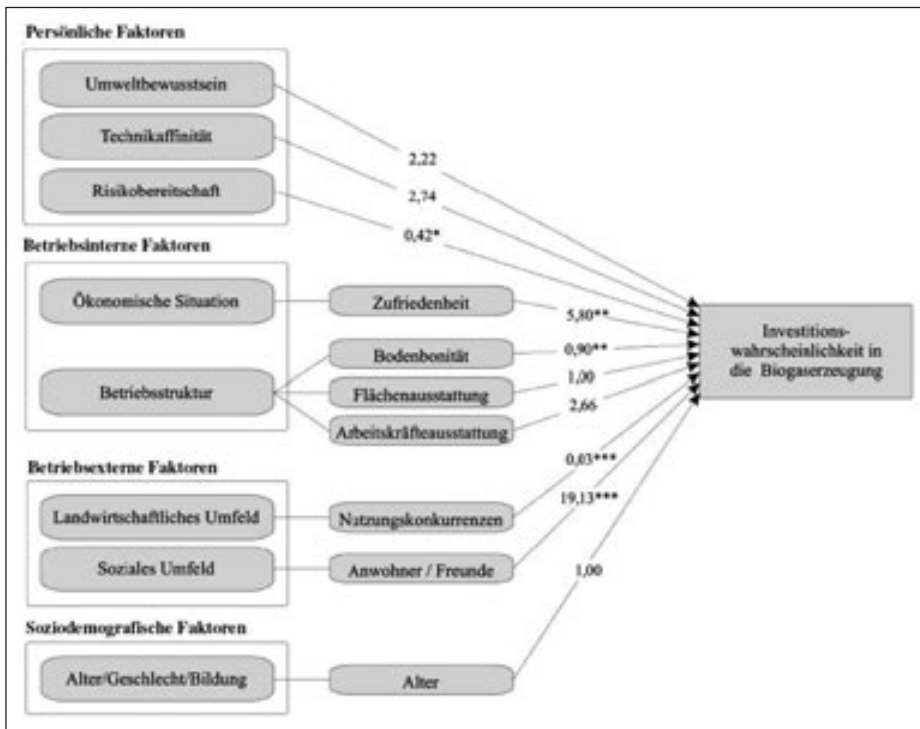 Persönliche Faktoren
Umweltbewusstsein
Technikaffinität
Risikobereitschaft
2,22
2,74
0,42*
Betriebsinterne Faktoren
Ökonomische Situation
Zufriedenheit
5,80**
Betriebsstruktur
Bodenbonität
0,90**
Flächenausstattung
1,00
Arbeitskräfteausstattung
2,66
Investitions-
wahrscheinlichkeit in
die Biogaserzeugung
Betriebsexterne Faktoren
Landwirtschaftliches Umfeld
Nutzungskonkurrenzen
0,03***
Soziales Umfeld
Anwohner / Freunde
19,13***
Soziodemografische Faktoren
Alter/Geschlecht/Bildung
Alter
1,00